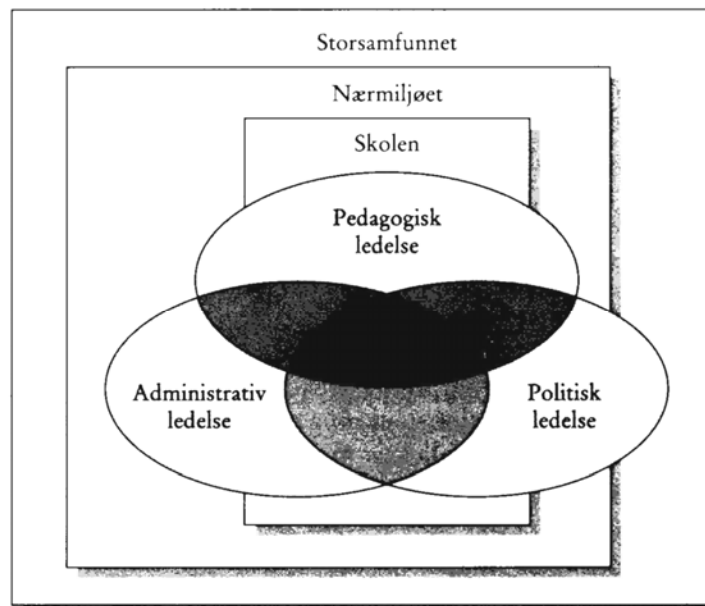 Storsamfunnet
Nærmiljøet
Skolen
Pedagogisk
ledelse
Administrativ
ledelse
Politisk
ledelse